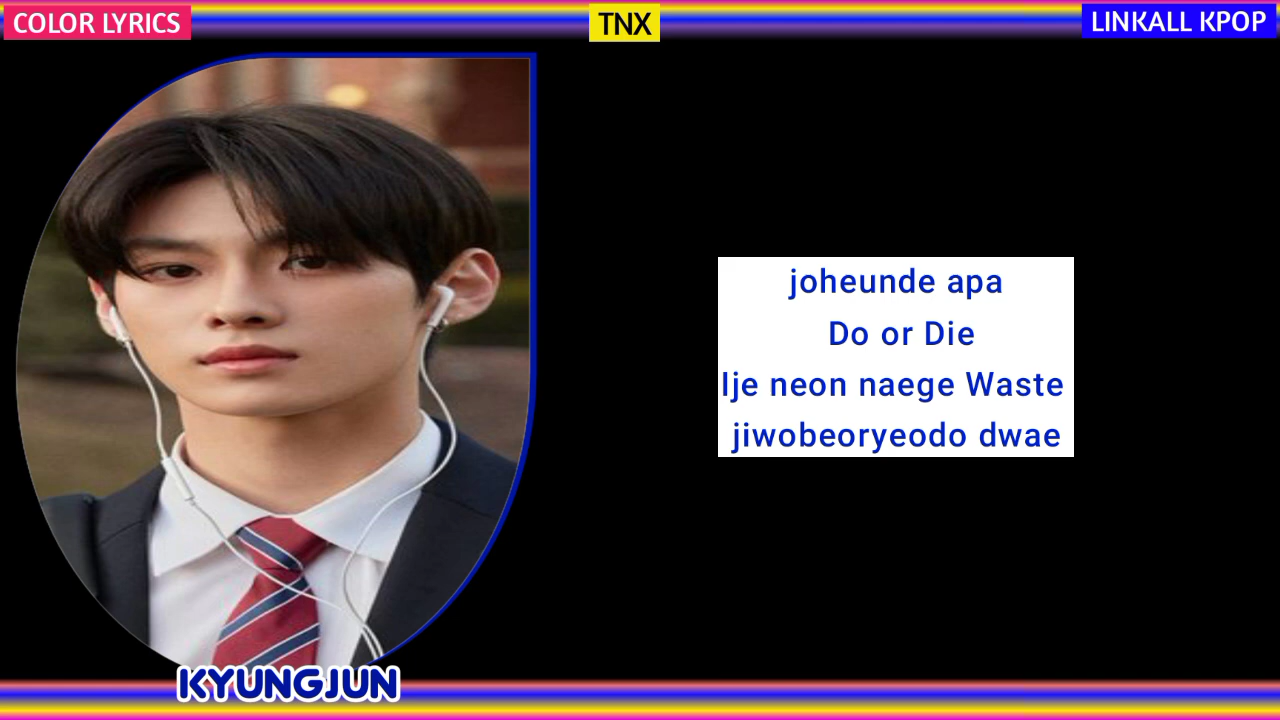 COLOR LYRICS
TNX
LINKALL KPOP
joheunde apa
Do or Die
Ije neon naege Waste
jiwobeoryeodo dwae
KYUNGJUN